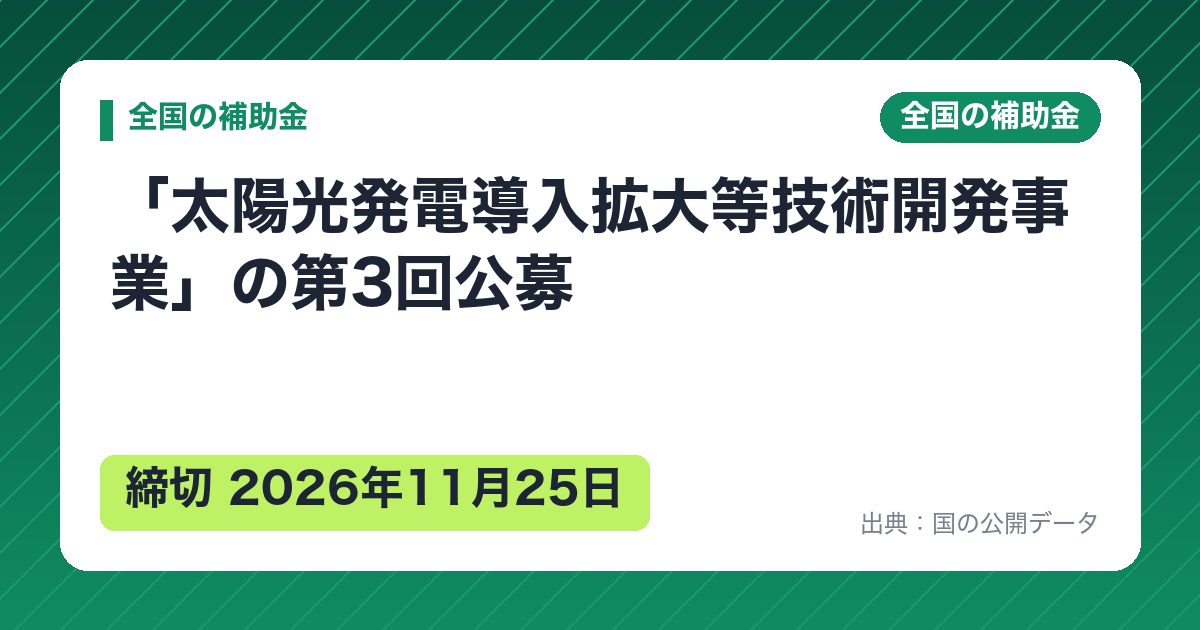 全国の補助金
全国の補助金
「太陽光発電導入拡大等技術開発事
業」の第3回公募
締切 2026年11月25日
出典：国の公開データ